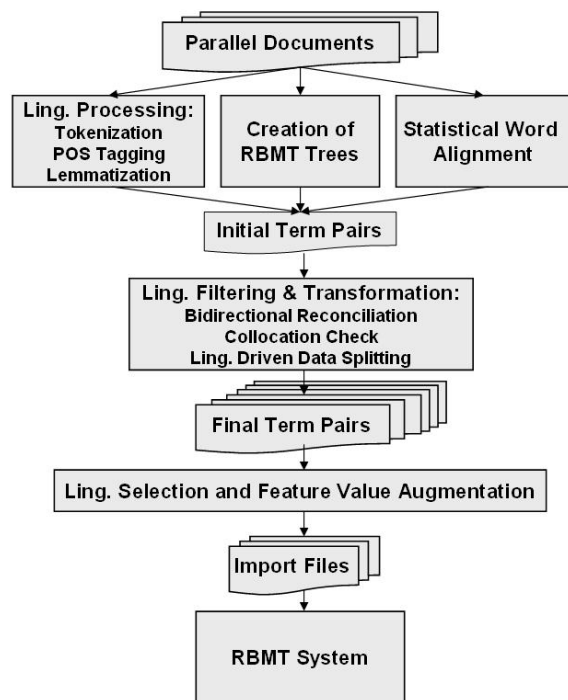 Parallel Documents
Ling. Processing:
Tokenization
POS Tagging
Lemmatization
Creation of
RBMT Trees
Statistical Word
Alignment
Initial Term Pairs
Ling. Filtering & Transformation:
Bidirectional Reconciliation
Collocation Check
Ling. Driven Data Splitting
Final Term Pairs
Ling. Selection and Feature Value Augmentation
Import Files
RBMT System